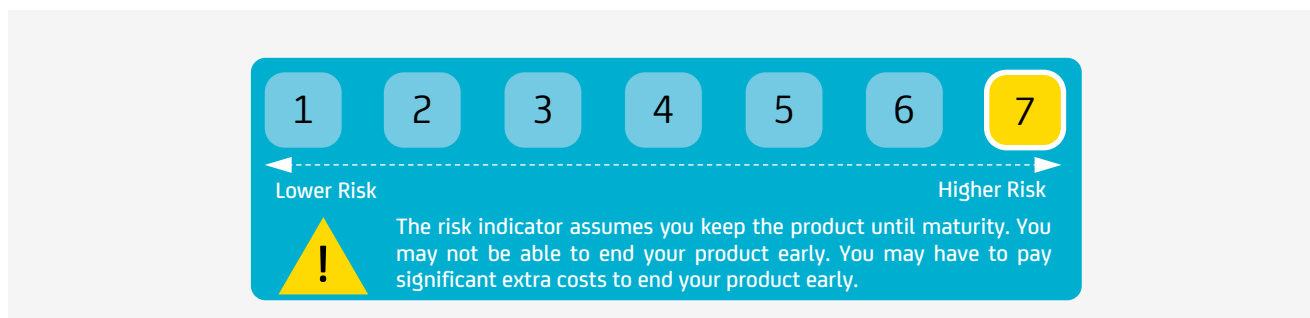 1 2 3 4 5 6 7
Lower Risk Higher Risk
The risk indicator assumes you keep the product until maturity. You
may not be able to end your product early. You may have to pay
significant extra costs to end your product early.
!